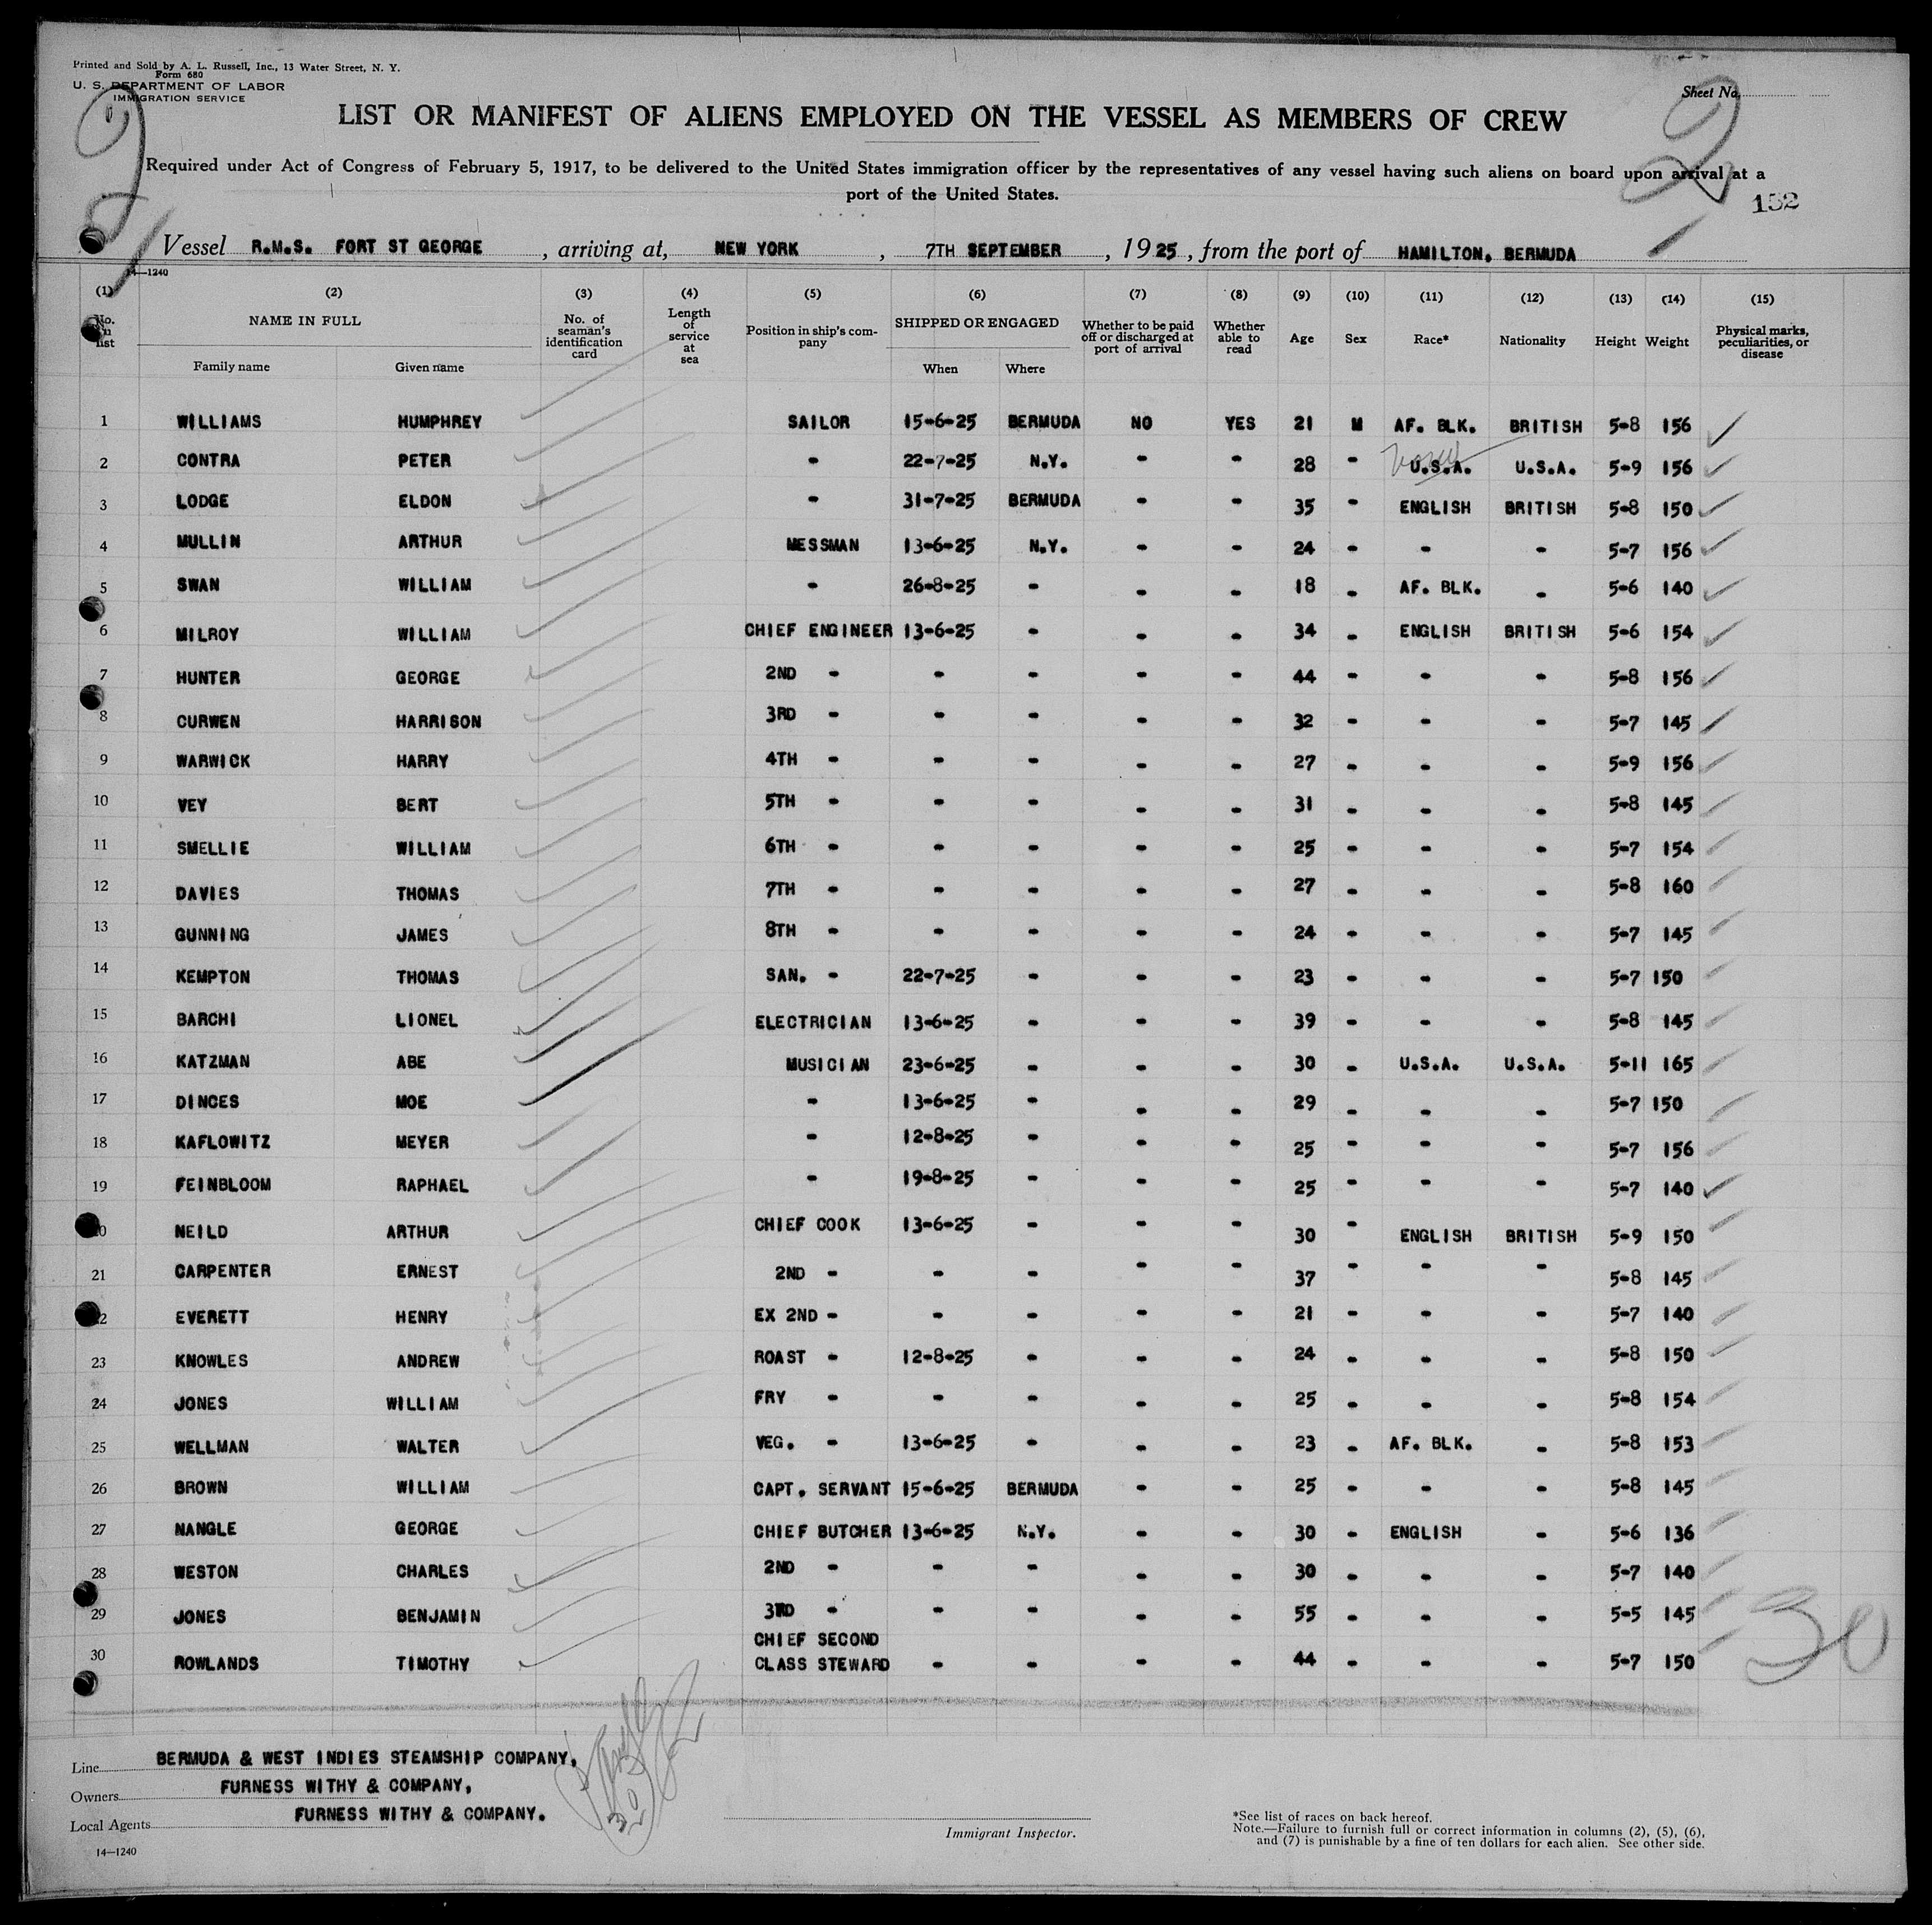 Printed and Sold by A. L. Russell, Inc., 13 Water Street, N. Y.
Form 680
U. S. DEPARTMENT OF LABOR
IMMIGRATION SERVICE
Sheet No.
LIST OR MANIFEST OF ALIENS EMPLOYED ON THE VESSEL AS MEMBERS OF CREW
Required under Act of Congress of February 5, 1917, to be delivered to the United States immigration officer by the representatives of any vessel having such aliens on board upon arrival at a
port of the United States.
152
Vessel R.M.S. FORT ST GEORGE , arriving at, NEW YORK , 7TH SEPTEMBER , 1925 , from the port of HAMILTON, BERMUDA
14—1240
(1) (2) (3) (4) (5) (6) (7) (8) (9) (10) (11) (12) (13) (14) (15)
No. in list NAME IN FULL Family name Given name No. of seaman's identification card Length of service at sea Position in ship's company SHIPPED OR ENGAGED When Where Whether to be paid off or discharged at port of arrival Whether able to read Age Sex Race* Nationality Height Weight Physical marks, peculiarities, or disease
1 WILLIAMS HUMPHREY SAILOR 15-6-25 BERMUDA NO YES 21 M AF. BLK. BRITISH 5-8 156
2 CONTRA PETER - 22-7-25 N.Y. - - 28 - U.S.A. U.S.A. 5-9 156
3 LODGE ELDON - 31-7-25 BERMUDA - - 35 - ENGLISH BRITISH 5-8 150
4 MULLIN ARTHUR MESSMAN 13-6-25 N.Y. - - 24 - - - 5-7 156
5 SWAN WILLIAM - 26-8-25 - - - 18 - AF. BLK. - 5-6 140
6 MILROY WILLIAM CHIEF ENGINEER 13-6-25 - - - 34 - ENGLISH BRITISH 5-6 154
7 HUNTER GEORGE 2ND - - - - - 44 - - - 5-8 156
8 CURWEN HARRISON 3RD - - - - - 32 - - - 5-7 145
9 WARWICK HARRY 4TH - - - - - 27 - - - 5-9 156
10 VEY BERT 5TH - - - - - 31 - - - 5-8 145
11 SMELLIE WILLIAM 6TH - - - - - 25 - - - 5-7 154
12 DAVIES THOMAS 7TH - - - - - 27 - - - 5-8 160
13 GUNNING JAMES 8TH - - - - - 24 - - - 5-7 145
14 KEMPTON THOMAS SAN. - 22-7-25 - - - 23 - - - 5-7 150
15 BARCHI LIONEL ELECTRICIAN 13-6-25 - - - 39 - - - 5-8 145
16 KATZMAN ABE MUSICIAN 23-6-25 - - - 30 - U.S.A. U.S.A. 5-11 165
17 DINCES MOE - 13-6-25 - - - 29 - - - 5-7 150
18 KAFLOWITZ MEYER - 12-8-25 - - - 25 - - - 5-7 156
19 FEINBLOOM RAPHAEL - 19-8-25 - - - 25 - - - 5-7 140
NEILD ARTHUR CHIEF COOK 13-6-25 - - - 30 - ENGLISH BRITISH 5-9 150
21 CARPENTER ERNEST 2ND - - - - - 37 - - - 5-8 145
EVERETT HENRY EX 2ND - - - - - 21 - - - 5-7 140
23 KNOWLES ANDREW ROAST - 12-8-25 - - - 24 - - - 5-8 150
24 JONES WILLIAM FRY - - - - - 25 - - - 5-8 154
25 WELLMAN WALTER VEG. - 13-6-25 - - - 23 - AF. BLK. - 5-8 153
26 BROWN WILLIAM CAPT. SERVANT 15-6-25 BERMUDA - - 25 - - - 5-8 145
27 NANGLE GEORGE CHIEF BUTCHER 13-6-25 N.Y. - - 30 - ENGLISH - 5-6 136
28 WESTON CHARLES 2ND - - - - - 30 - - - 5-7 140
29 JONES BENJAMIN 3RD - - - - - 55 - - - 5-5 145
CHIEF SECOND
30 ROWLANDS TIMOTHY CLASS STEWARD - - - - 44 - - - 5-7 150
30
Line BERMUDA & WEST INDIES STEAMSHIP COMPANY,
Owners FURNESS WITHY & COMPANY,
Local Agents FURNESS WITHY & COMPANY.
14—1240
Immigrant Inspector.
*See list of races on back hereof.
Note.—Failure to furnish full or correct information in columns (2), (5), (6),
and (7) is punishable by a fine of ten dollars for each alien. See other side.